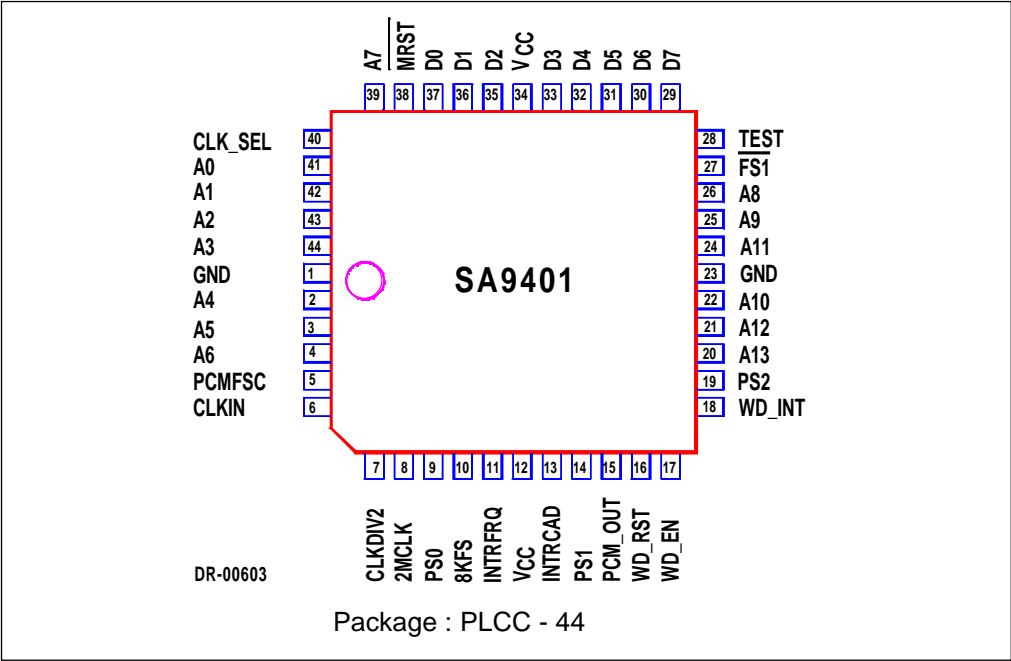 A7 MRST D0 D1 D2 VCC D3 D4 D5 D6 D7
39 38 37 36 35 34 33 32 31 30 29
CLK_SEL 40 28 TEST
A0 41 27 FS1
A1 42 26 A8
A2 43 25 A9
A3 44 24 A11
GND 1 SA9401 23 GND
A4 2 22 A10
A5 3 21 A12
A6 4 20 A13
PCMFSC 5 19 PS2
CLKIN 6 18 WD_INT
7 8 9 10 11 12 13 14 15 16 17
CLKDIV2 2MCLK PS0 8KFS INTRFRQ VCC INTRCAD PS1 PCM_OUT WD_RST WD_EN
DR-00603
Package : PLCC - 44